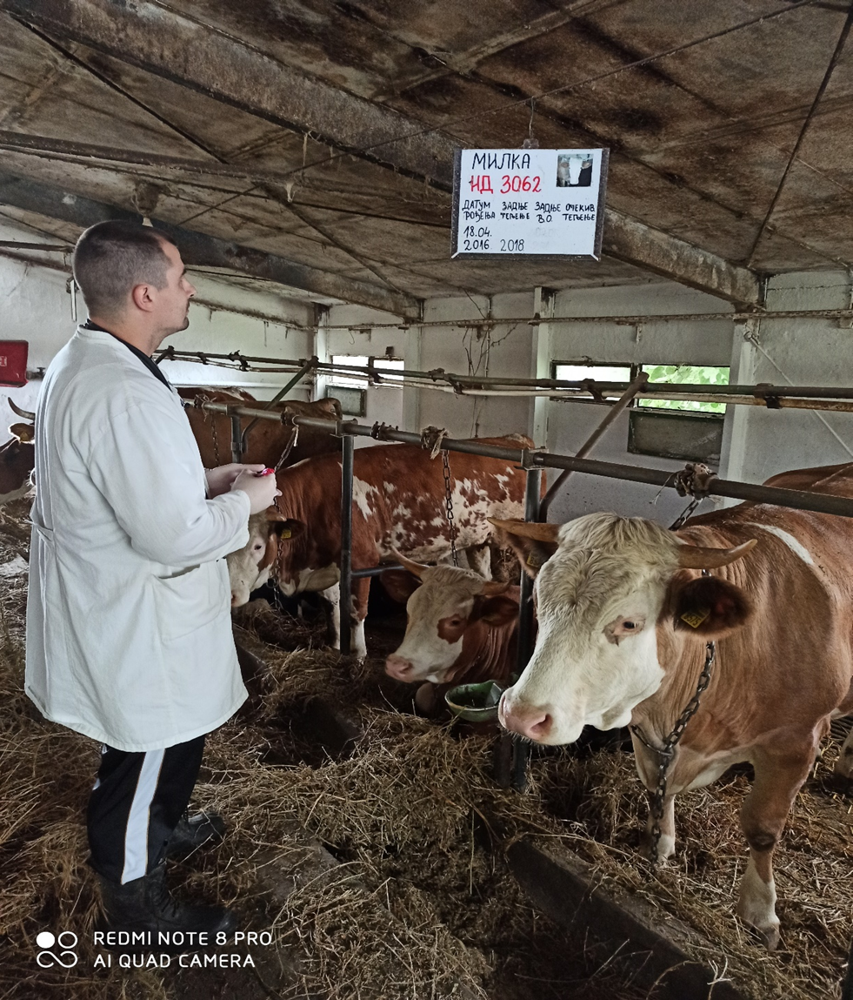 МИЛКА
НД 3062
ДАТУМ ЗАДЊЕ ЗАДЊЕ ОЧЕКИВ
РОЂЕЊА ТЕЉЕЊЕ В.О. ТЕЉЕЊЕ
18.04.
2016 2018
REDMI NOTE 8 PRO
AI QUAD CAMERA